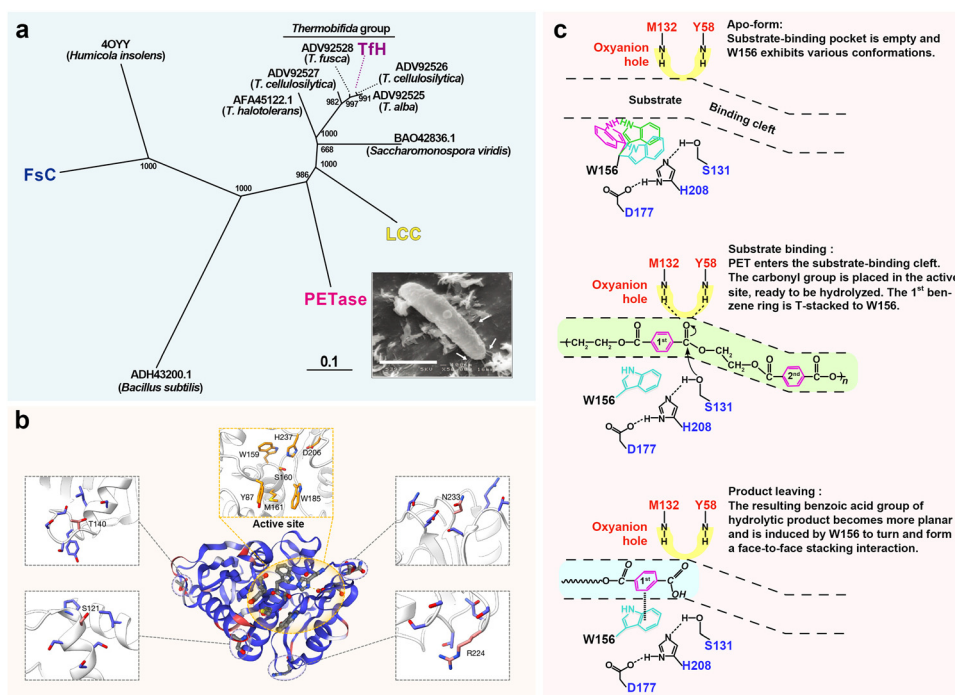 a
Thermobifida group
4OYY
(Humicola insolens)
ADV92528
(T. fusca)
TfH
ADV92527
(T. cellulosilytica)
ADV92526
(T. cellulosilytica)
AFA45122.1
(T. halotolerans)
ADV92525
(T. alba)
982
997
991
1000
BAO42836.1
(Saccharomonospora viridis)
668
1000
1000
FsC
1000
986
LCC
PETase
0.1
ADH43200.1
(Bacillus subtilis)
b
H237
W159
D206
S160
Y87
M161
W185
Active site
T140
N233
S121
R224
c
M132
Y58
Oxyanion
hole
N
H
N
H
Apo-form:
Substrate-binding pocket is empty and
W156 exhibits various conformations.
Substrate
Binding cleft
NH
HN
W156
HO
S131
N
N
H
H208
O
O
D177
Substrate binding :
PET enters the substrate-binding cleft.
The carbonyl group is placed in the active
site, ready to be hydrolyzed. The 1st ben-
zene ring is T-stacked to W156.
M132
Y58
Oxyanion
hole
N
H
N
H
1st
2nd
W156
HO
S131
H208
D177
Product leaving :
The resulting benzoic acid group of
hydrolytic product becomes more planar
and is induced by W156 to turn and form
a face-to-face stacking interaction.
M132
Y58
Oxyanion
hole
N
H
N
H
1st
OH
W156
HO
S131
H208
D177